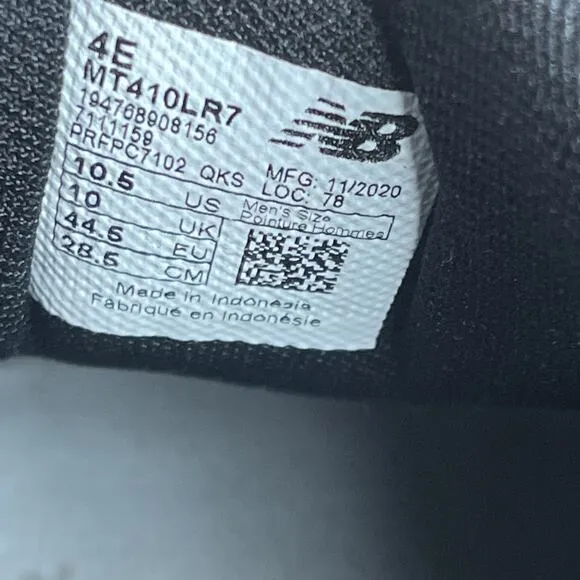 4E
MT410LR7
194768908156
7111159
PRFPC7102 QKS
NB
MFG: 11/2020
LOC: 78
10.5 US
10 UK
44.5 EU
28.5 CM
Men's Size
Pointure Hommes
Made in Indonesia
Fabriqué en Indonésie